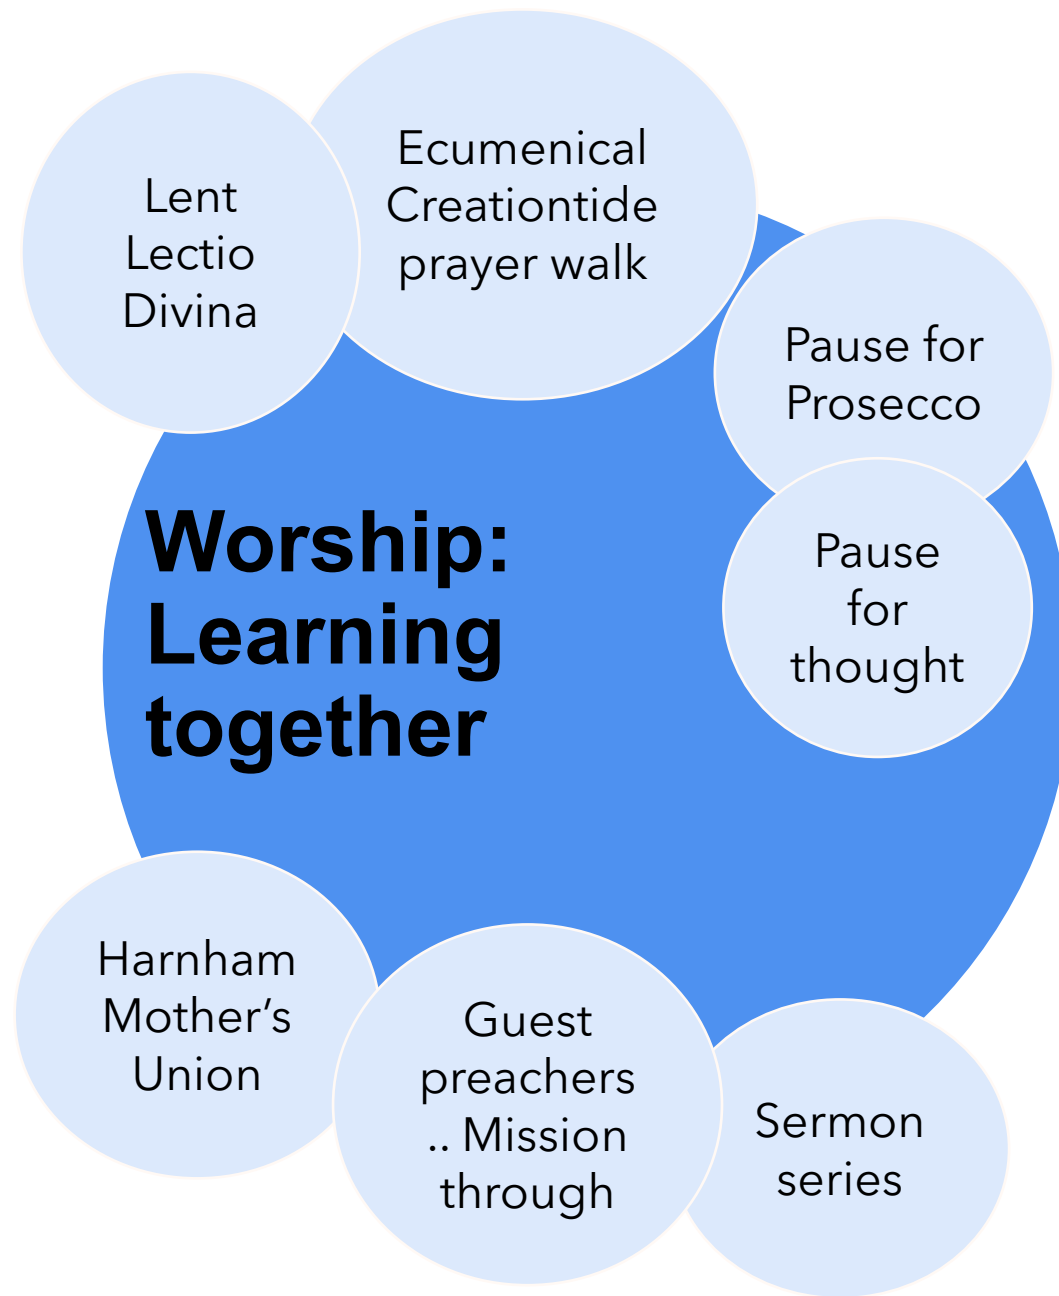 Lent
Lectio
Divina
Ecumenical
Creationtide
prayer walk
Pause for
Prosecco
Pause
for
thought
Worship:
Learning
together
Harnham
Mother’s
Union
Guest
preachers
.. Mission
through
Sermon
series